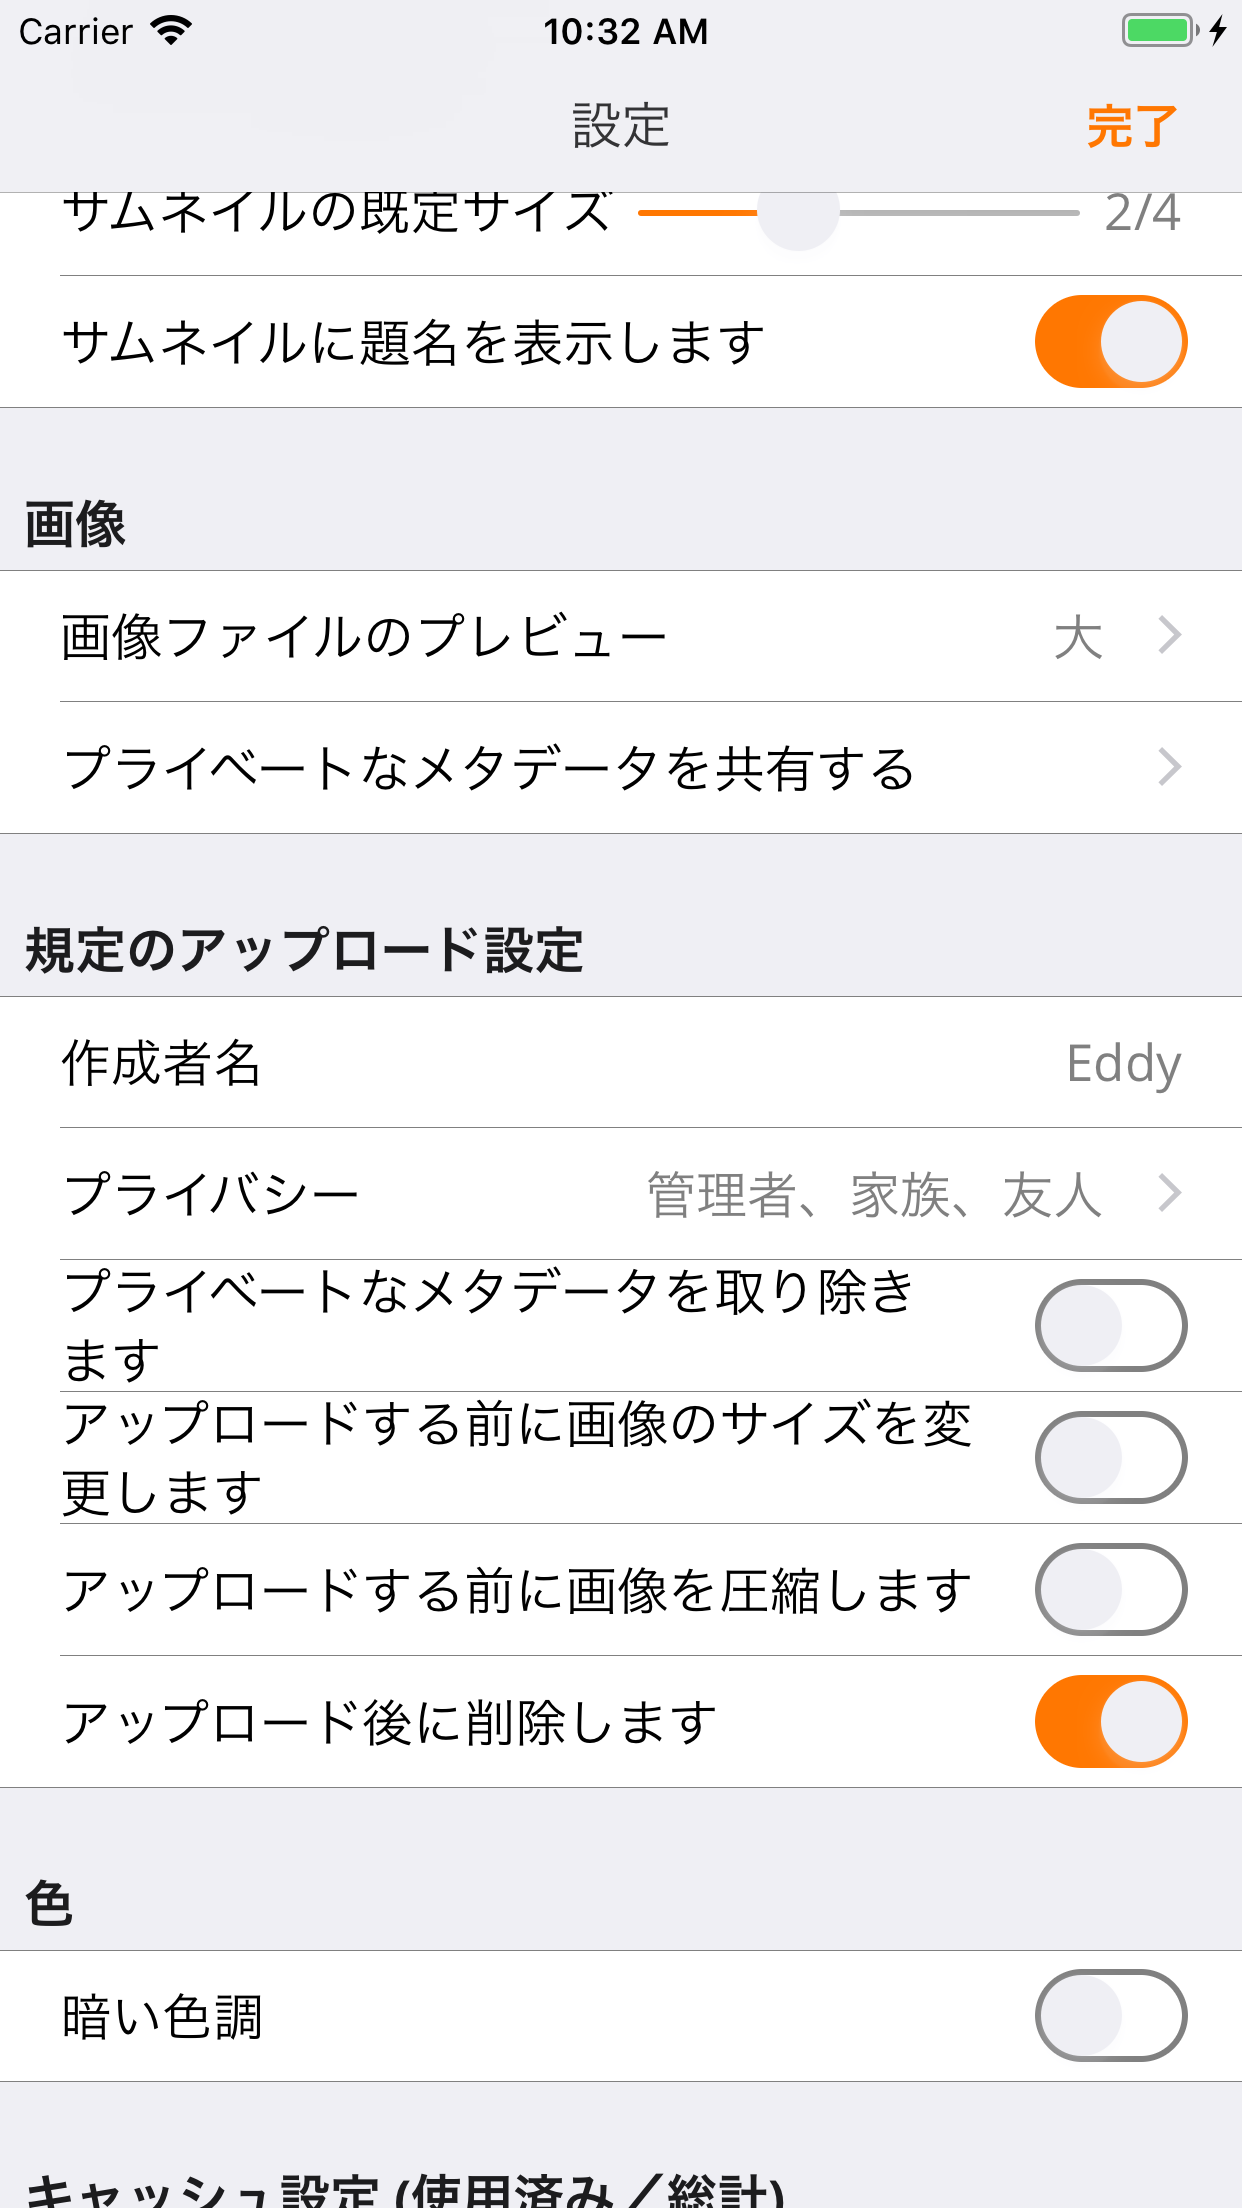 Carrier 10:32 AM
設定 完了
サムネイルの既定サイズ 2/4
サムネイルに題名を表示します
画像
画像ファイルのプレビュー 大
プライベートなメタデータを共有する
規定のアップロード設定
作成者名 Eddy
プライバシー 管理者、家族、友人
プライベートなメタデータを取り除き
ます
アップロードする前に画像のサイズを変
更します
アップロードする前に画像を圧縮します
アップロード後に削除します
色
暗い色調
キャッシュ設定 (使用済み／総計)